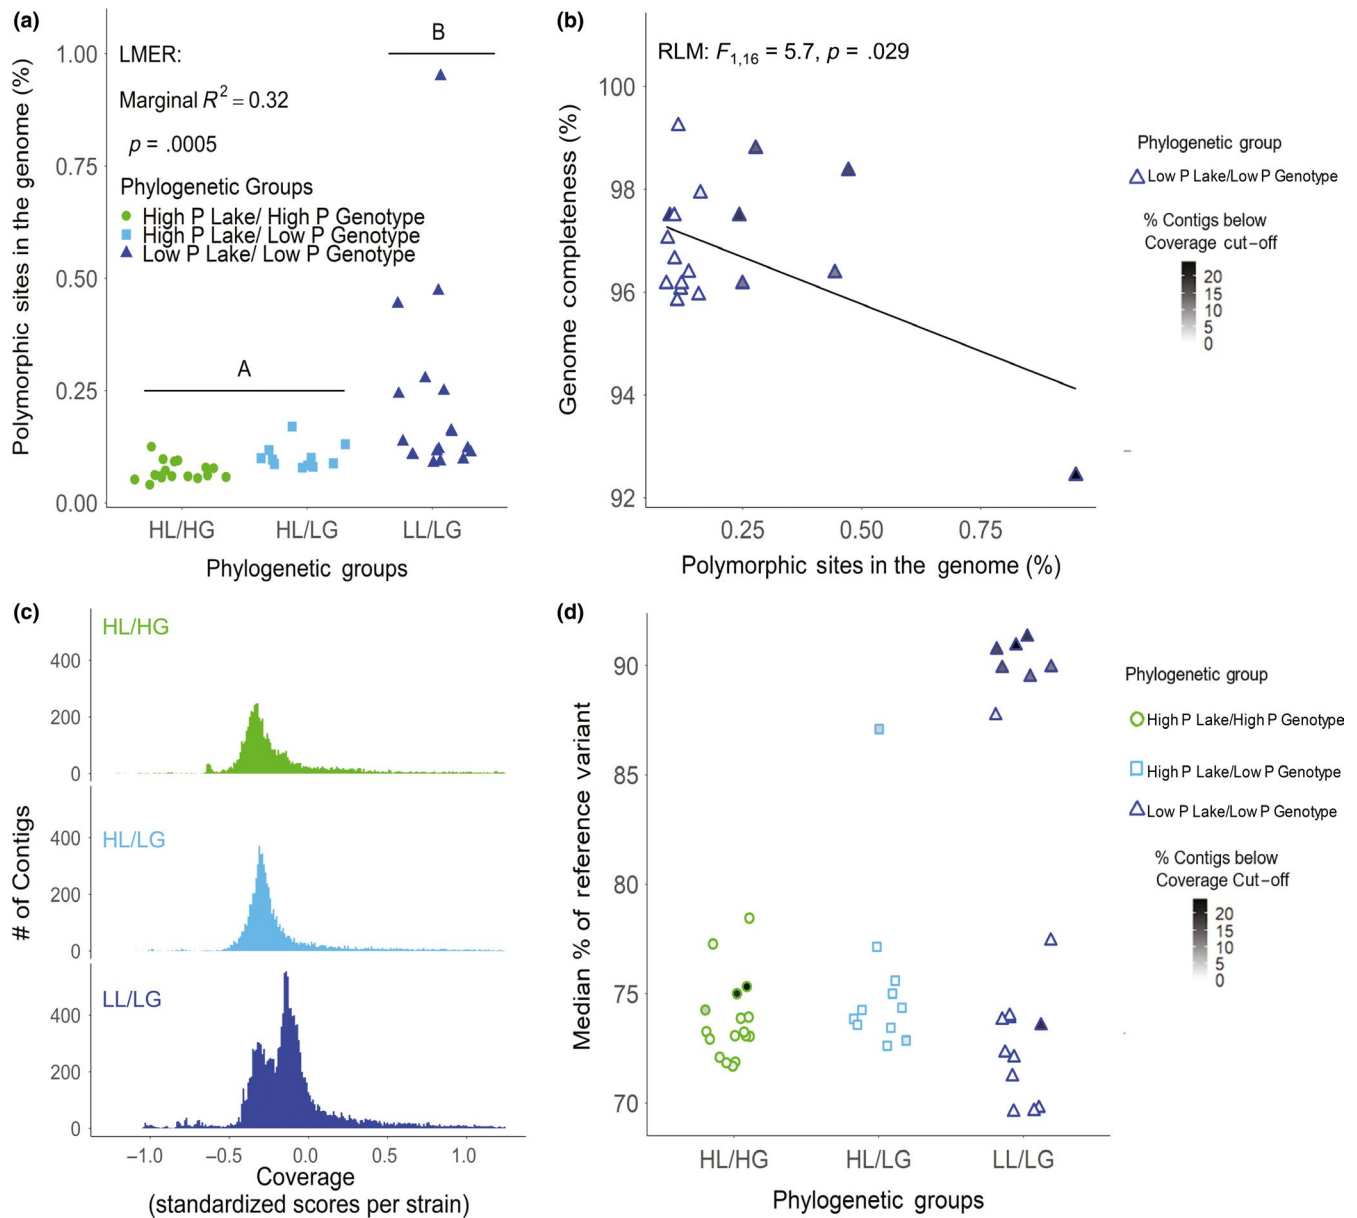 (a)
Polymorphic sites in the genome (%)
1.00
0.75
0.50
0.25
0.00
LMER:
Marginal R² = 0.32
p = .0005
Phylogenetic Groups
High P Lake/ High P Genotype
High P Lake/ Low P Genotype
Low P Lake/ Low P Genotype
A
B
HL/HG HL/LG LL/LG
Phylogenetic groups
(b)
Genome completeness (%)
RLM: F1,16 = 5.7, p = .029
100
98
96
94
92
0.25 0.50 0.75
Polymorphic sites in the genome (%)
Phylogenetic group
Low P Lake/Low P Genotype
% Contigs below
Coverage cut-off
20
15
10
5
0
(c)
# of Contigs
HL/HG
400
200
0
HL/LG
400
200
0
LL/LG
400
200
0
−1.0 −0.5 0.0 0.5 1.0
Coverage
(standardized scores per strain)
(d)
Median % of reference variant
90
85
80
75
70
HL/HG HL/LG LL/LG
Phylogenetic groups
Phylogenetic group
High P Lake/High P Genotype
High P Lake/Low P Genotype
Low P Lake/Low P Genotype
% Contigs below
Coverage Cut-off
20
15
10
5
0